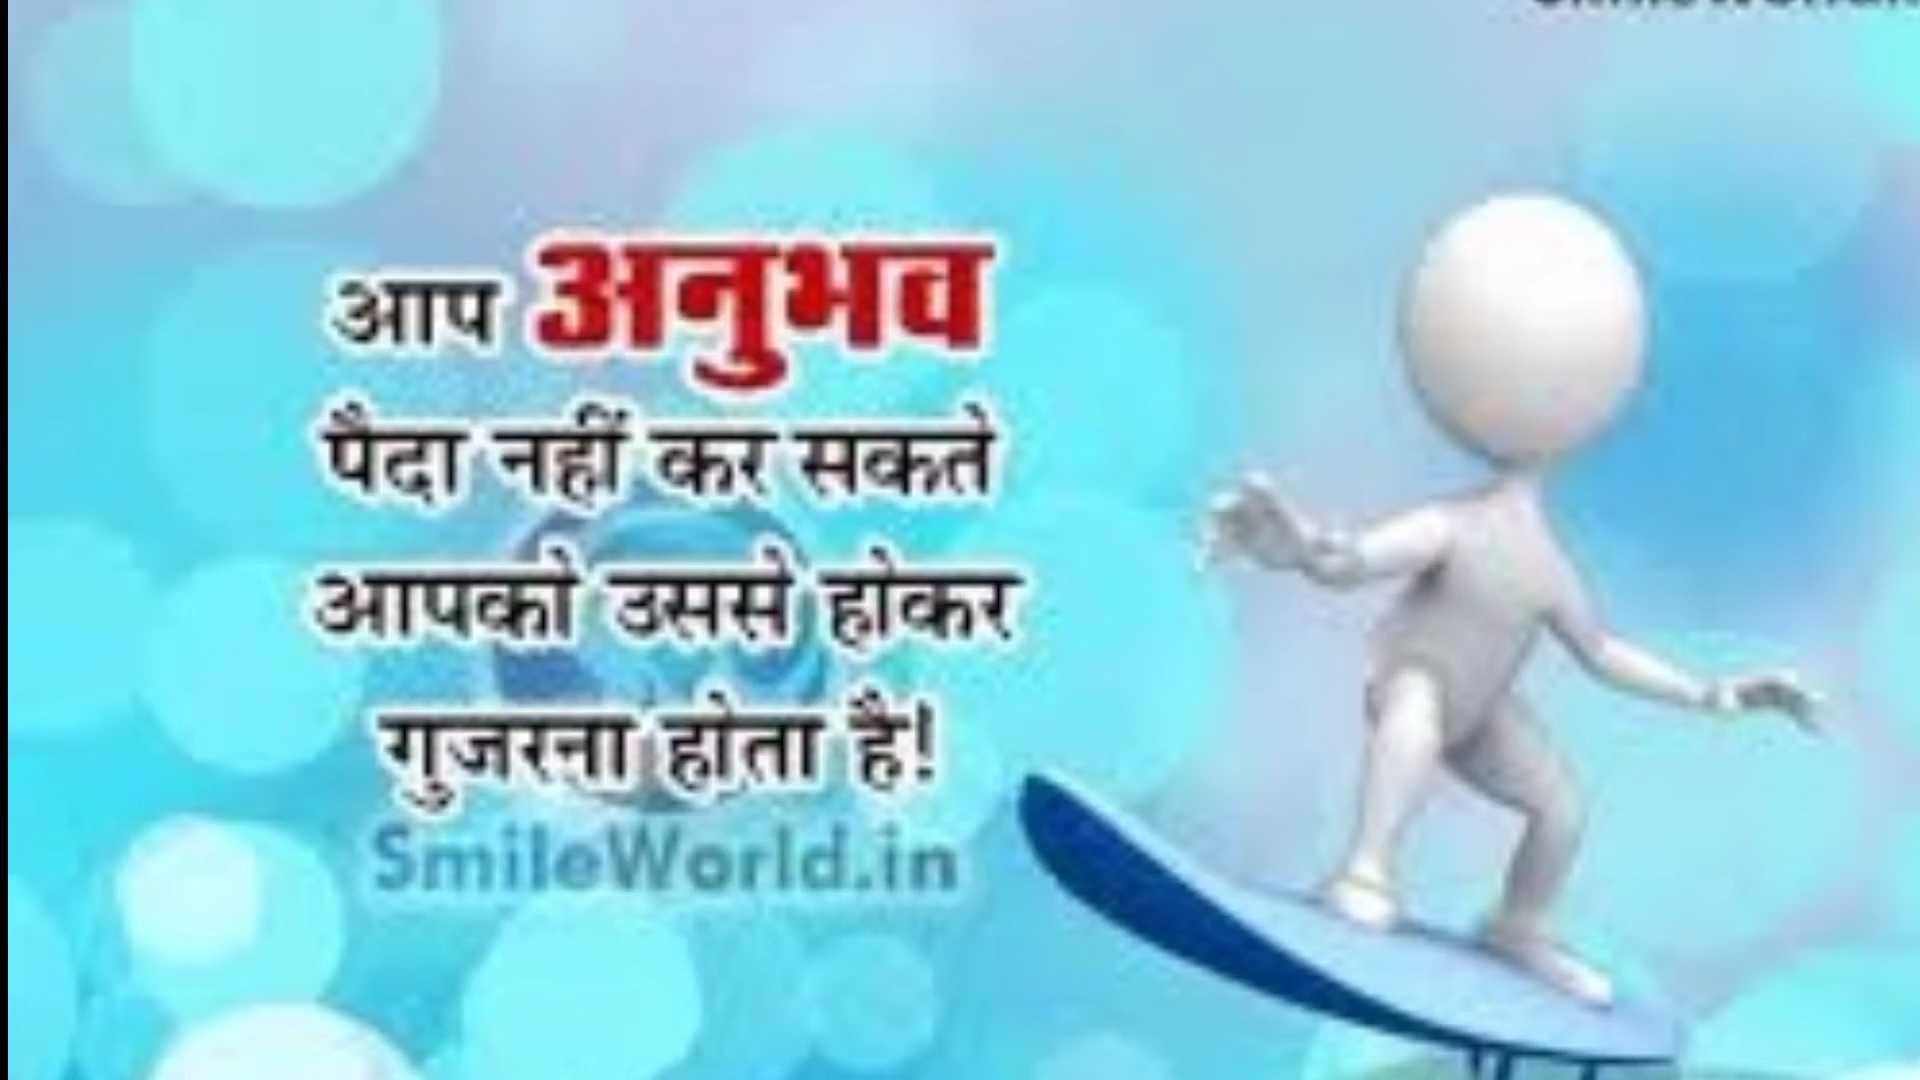 आप अनुभव
पैदा नहीं कर सकते
आपको उससे होकर
गुजरना होता है!
SmileWorld.in